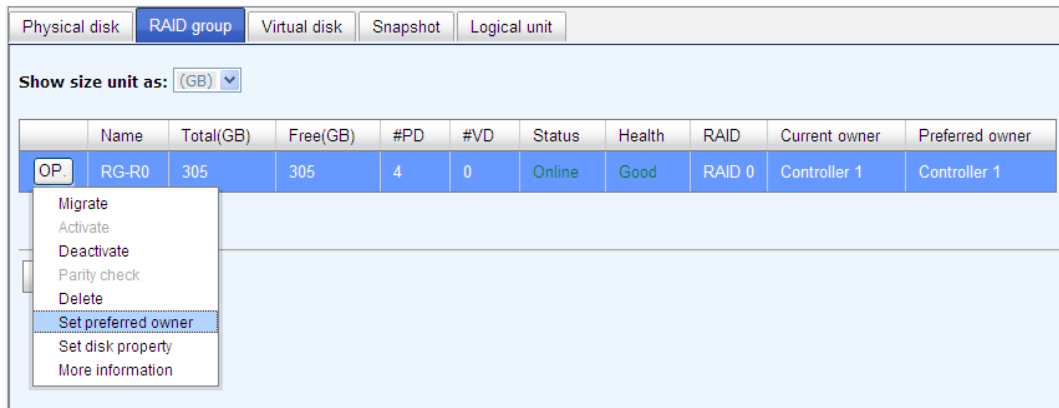 Physical disk RAID group Virtual disk Snapshot Logical unit
Show size unit as: (GB)
Name Total(GB) Free(GB) #PD #VD Status Health RAID Current owner Preferred owner
OP. RG-R0 305 305 4 0 Online Good RAID 0 Controller 1 Controller 1
Migrate
Activate
Deactivate
Parity check
Delete
Set preferred owner
Set disk property
More information